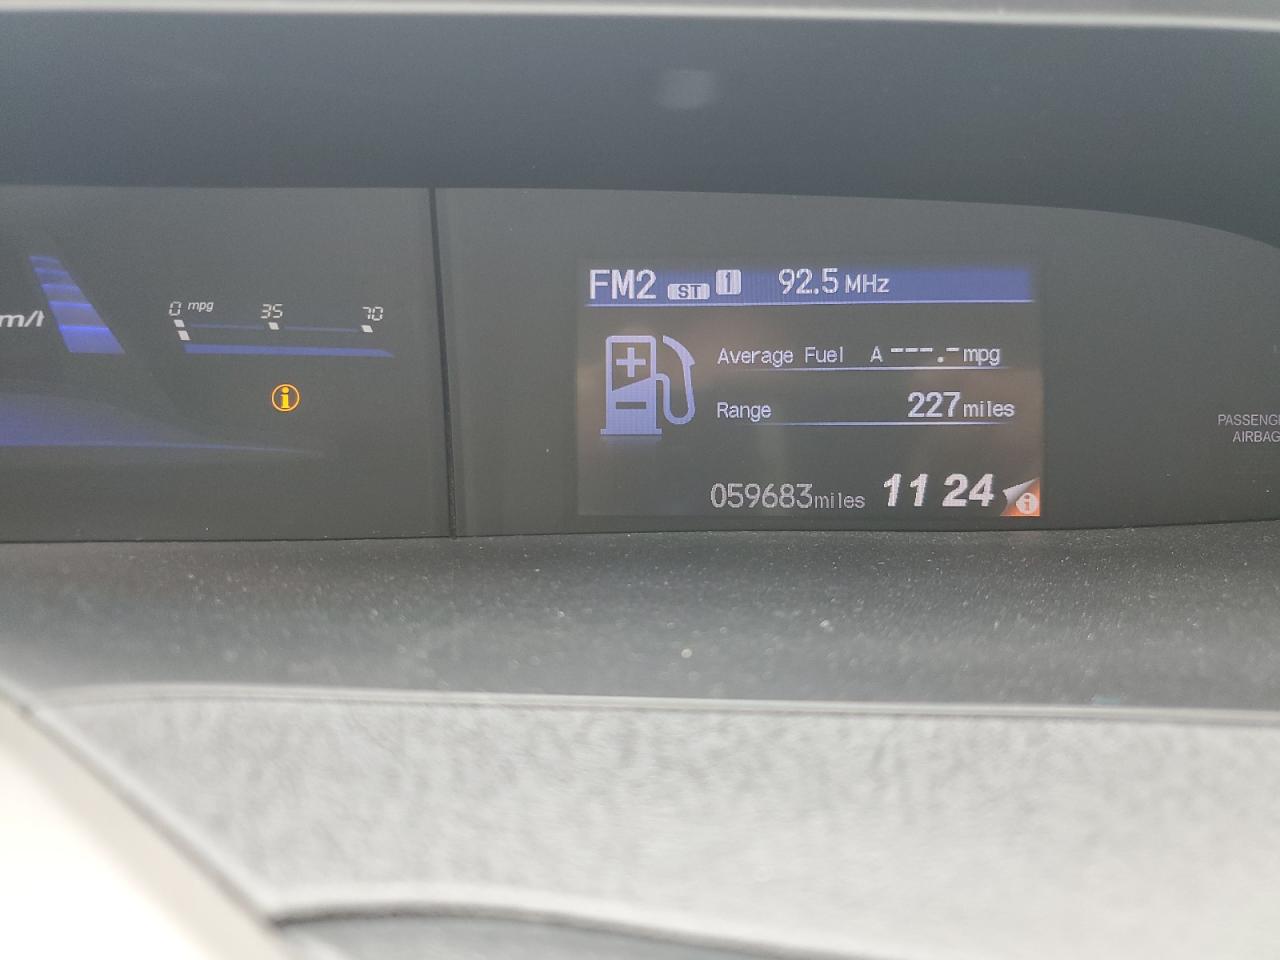 m/h
0 mpg 35 70
i
FM2 ST 1 92.5 MHz
Average Fuel A ---.- mpg
Range 227 miles
059683 miles 11 24 i
PASSENG
AIRBAG